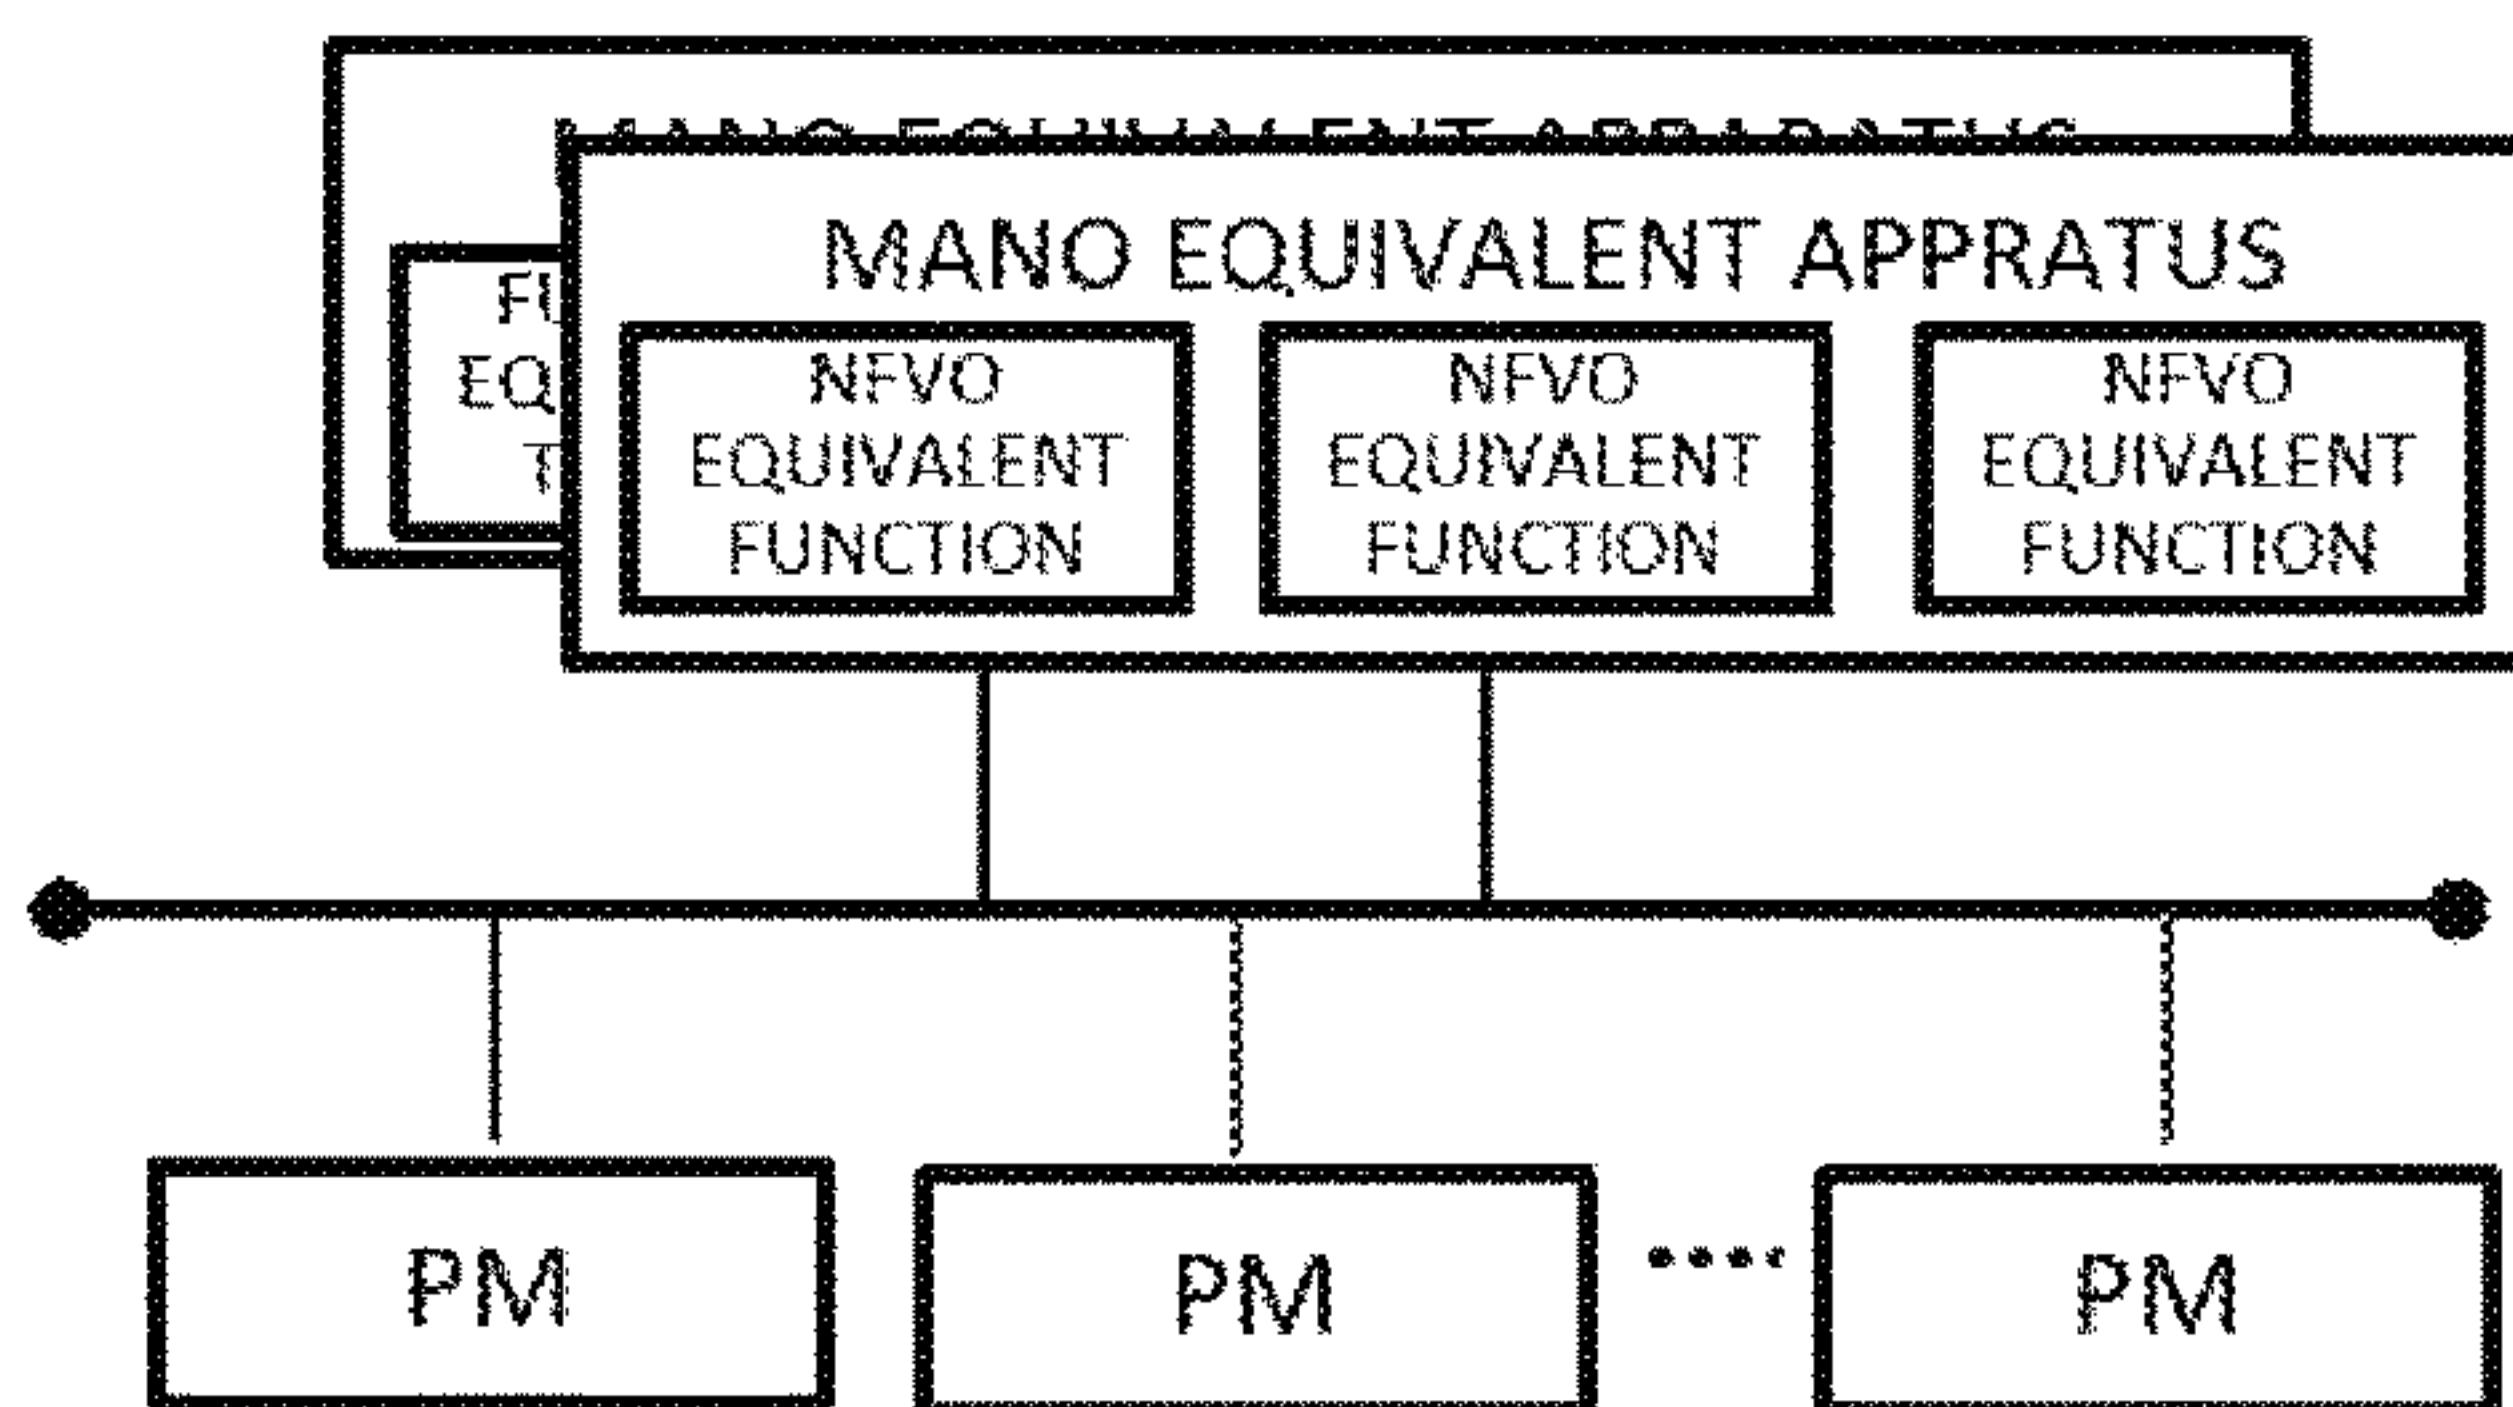 MANO EQUIVALENT APPRATUS
NFVO
EQUIVALENT
FUNCTION
NFVO
EQUIVALENT
FUNCTION
NFVO
EQUIVALENT
FUNCTION
PM
PM
PM